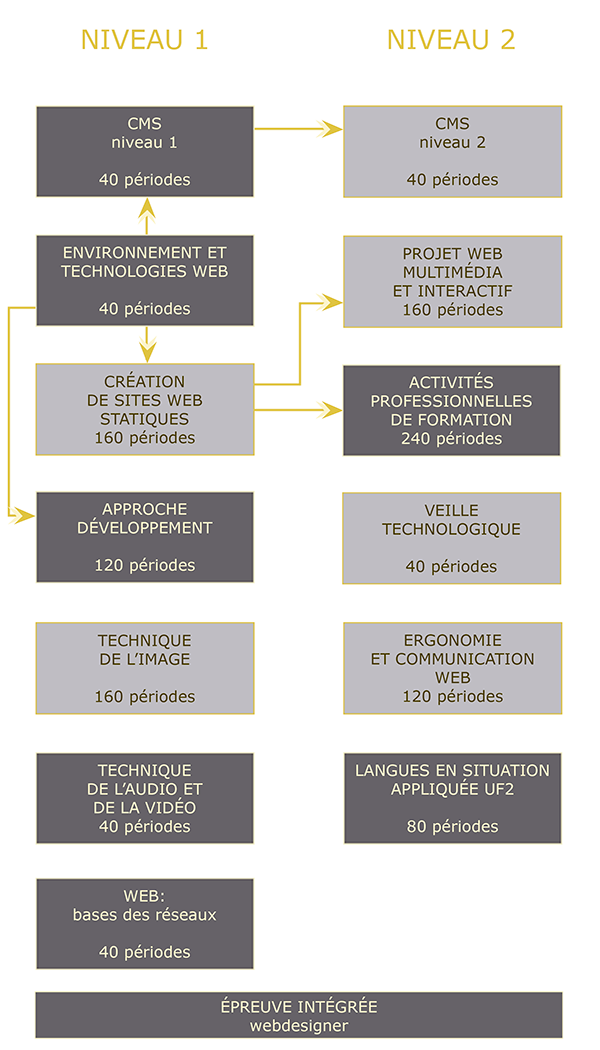 NIVEAU 1
CMS
niveau 1
40 périodes
ENVIRONNEMENT ET
TECHNOLOGIES WEB
40 périodes
CRÉATION
DE SITES WEB
STATIQUES
160 périodes
APPROCHE
DÉVELOPPEMENT
120 périodes
TECHNIQUE
DE L’IMAGE
160 périodes
TECHNIQUE
DE L’AUDIO ET
DE LA VIDÉO
40 périodes
WEB:
bases des réseaux
40 périodes
NIVEAU 2
CMS
niveau 2
40 périodes
PROJET WEB
MULTIMÉDIA
ET INTERACTIF
160 périodes
ACTIVITÉS
PROFESSIONNELLES
DE FORMATION
240 périodes
VEILLE
TECHNOLOGIQUE
40 périodes
ERGONOMIE
ET COMMUNICATION
WEB
120 périodes
LANGUES EN SITUATION
APPLIQUÉE UF2
80 périodes
ÉPREUVE INTÉGRÉE
webdesigner